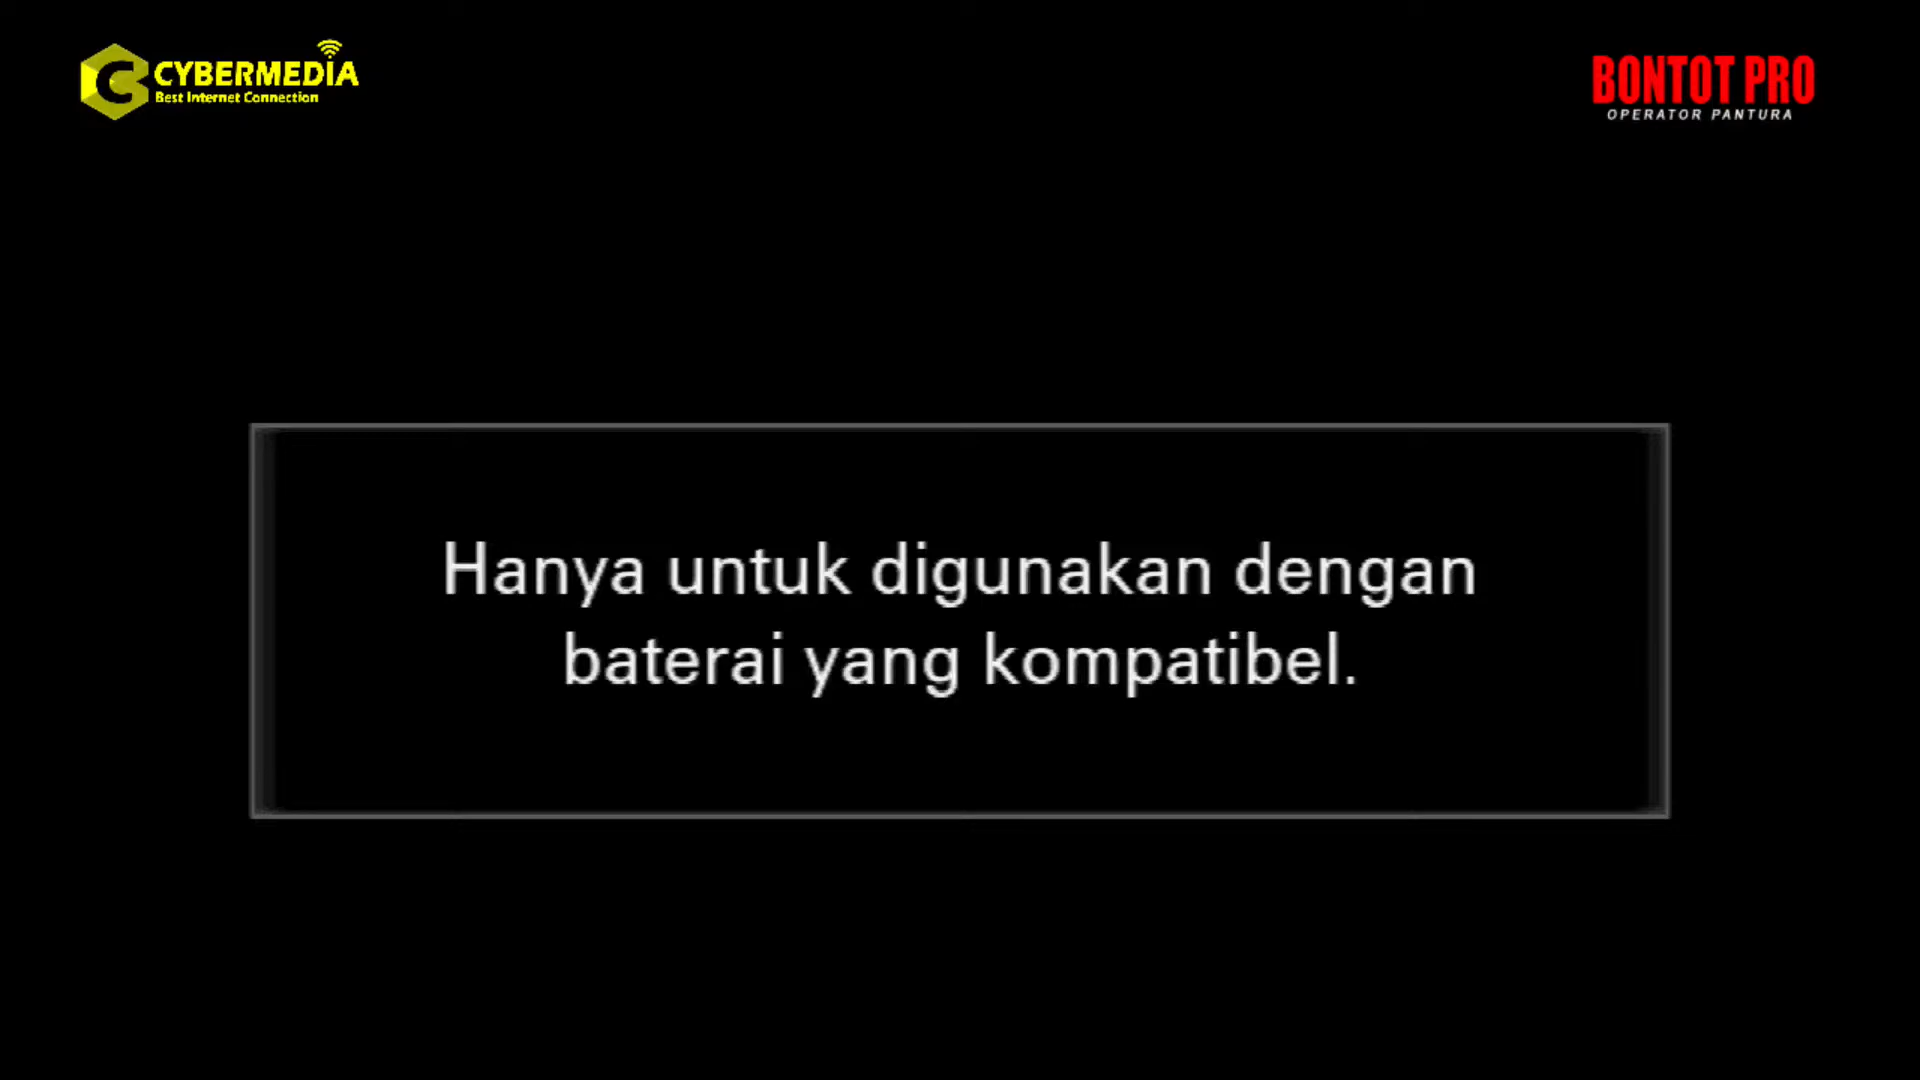 CYBERMEDIA
Best Internet Connection
BONTOT PRO
OPERATOR PANTURA
Hanya untuk digunakan dengan
baterai yang kompatibel.